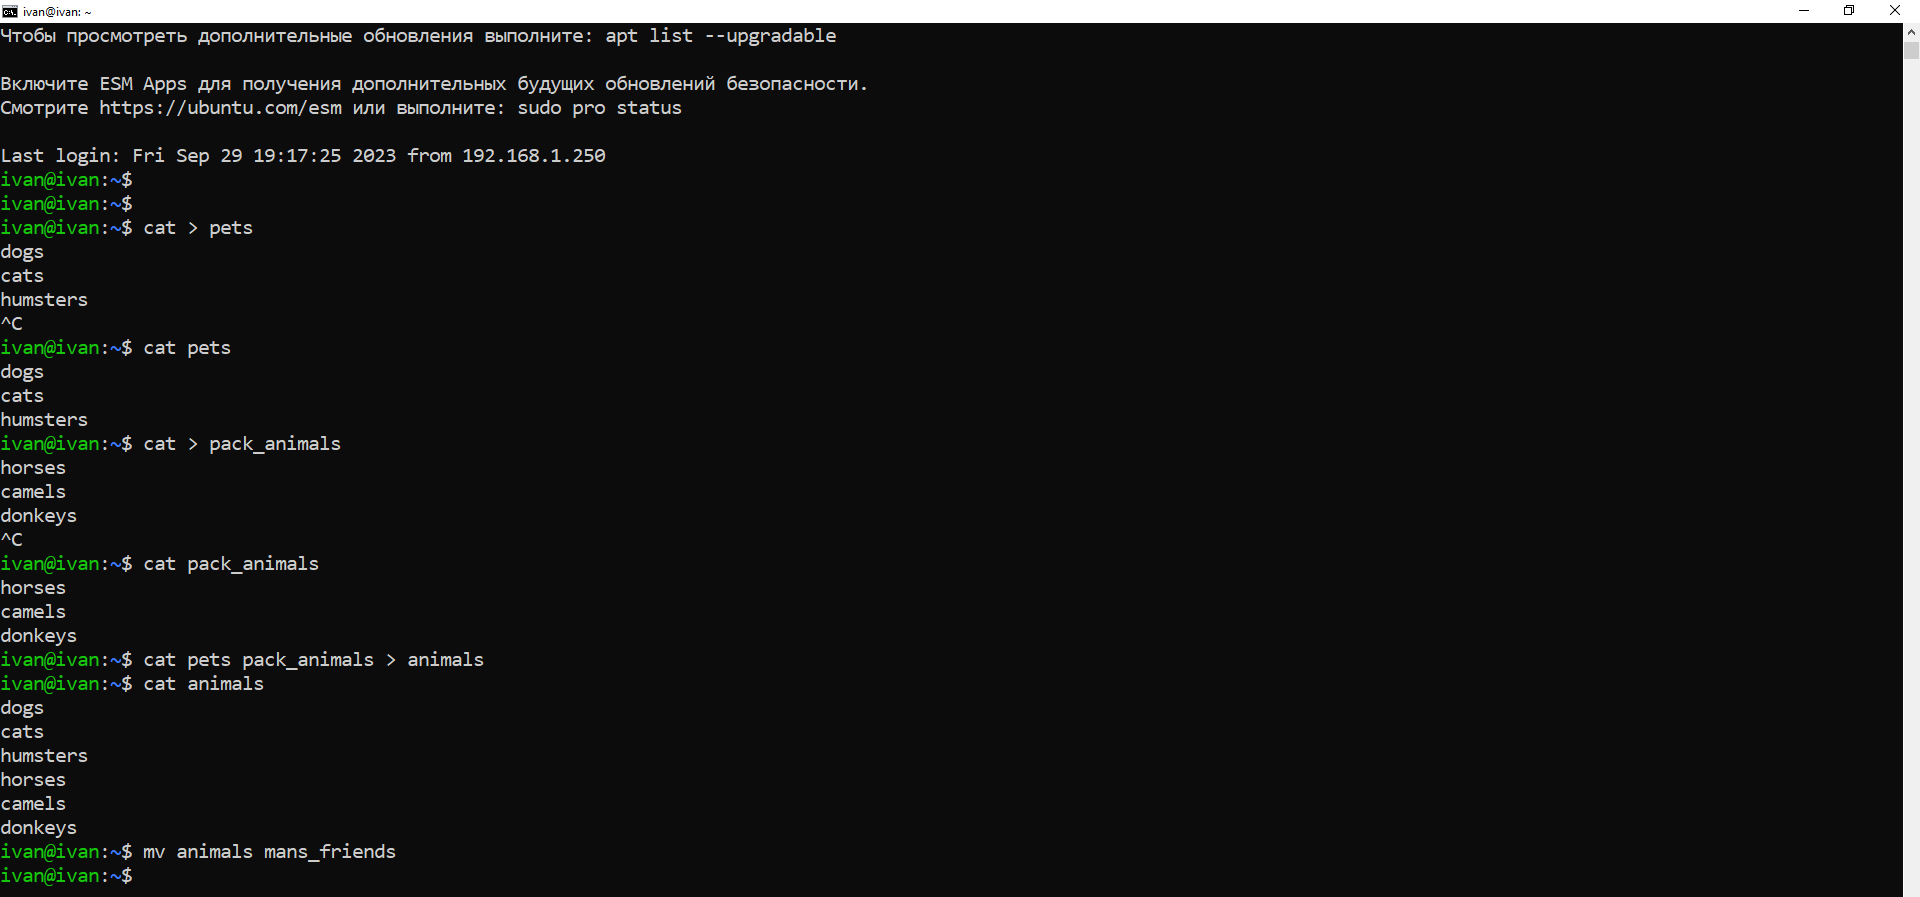 ivan@ivan: ~
Чтобы просмотреть дополнительные обновления выполните: apt list --upgradable
Включите ESM Apps для получения дополнительных будущих обновлений безопасности.
Смотрите https://ubuntu.com/esm или выполните: sudo pro status
Last login: Fri Sep 29 19:17:25 2023 from 192.168.1.250
ivan@ivan:~$
ivan@ivan:~$
ivan@ivan:~$ cat > pets
dogs
cats
humsters
^C
ivan@ivan:~$ cat pets
dogs
cats
humsters
ivan@ivan:~$ cat > pack_animals
horses
camels
donkeys
^C
ivan@ivan:~$ cat pack_animals
horses
camels
donkeys
ivan@ivan:~$ cat pets pack_animals > animals
ivan@ivan:~$ cat animals
dogs
cats
humsters
horses
camels
donkeys
ivan@ivan:~$ mv animals mans_friends
ivan@ivan:~$